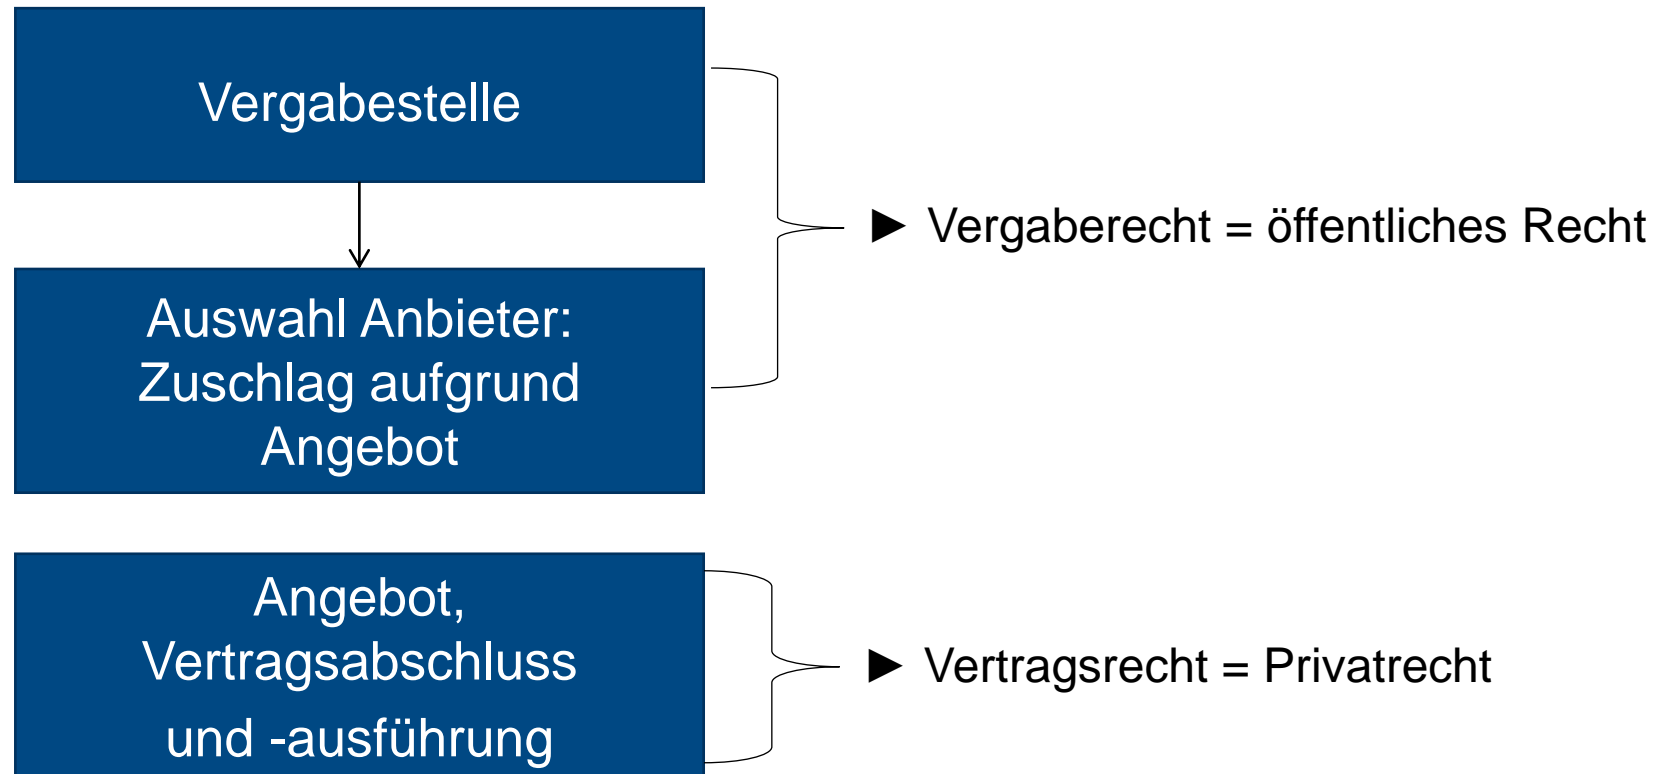 Vergabestelle
Auswahl Anbieter:
Zuschlag aufgrund
Angebot
► Vergaberecht = öffentliches Recht
Angebot,
Vertragsabschluss
und -ausführung
► Vertragsrecht = Privatrecht